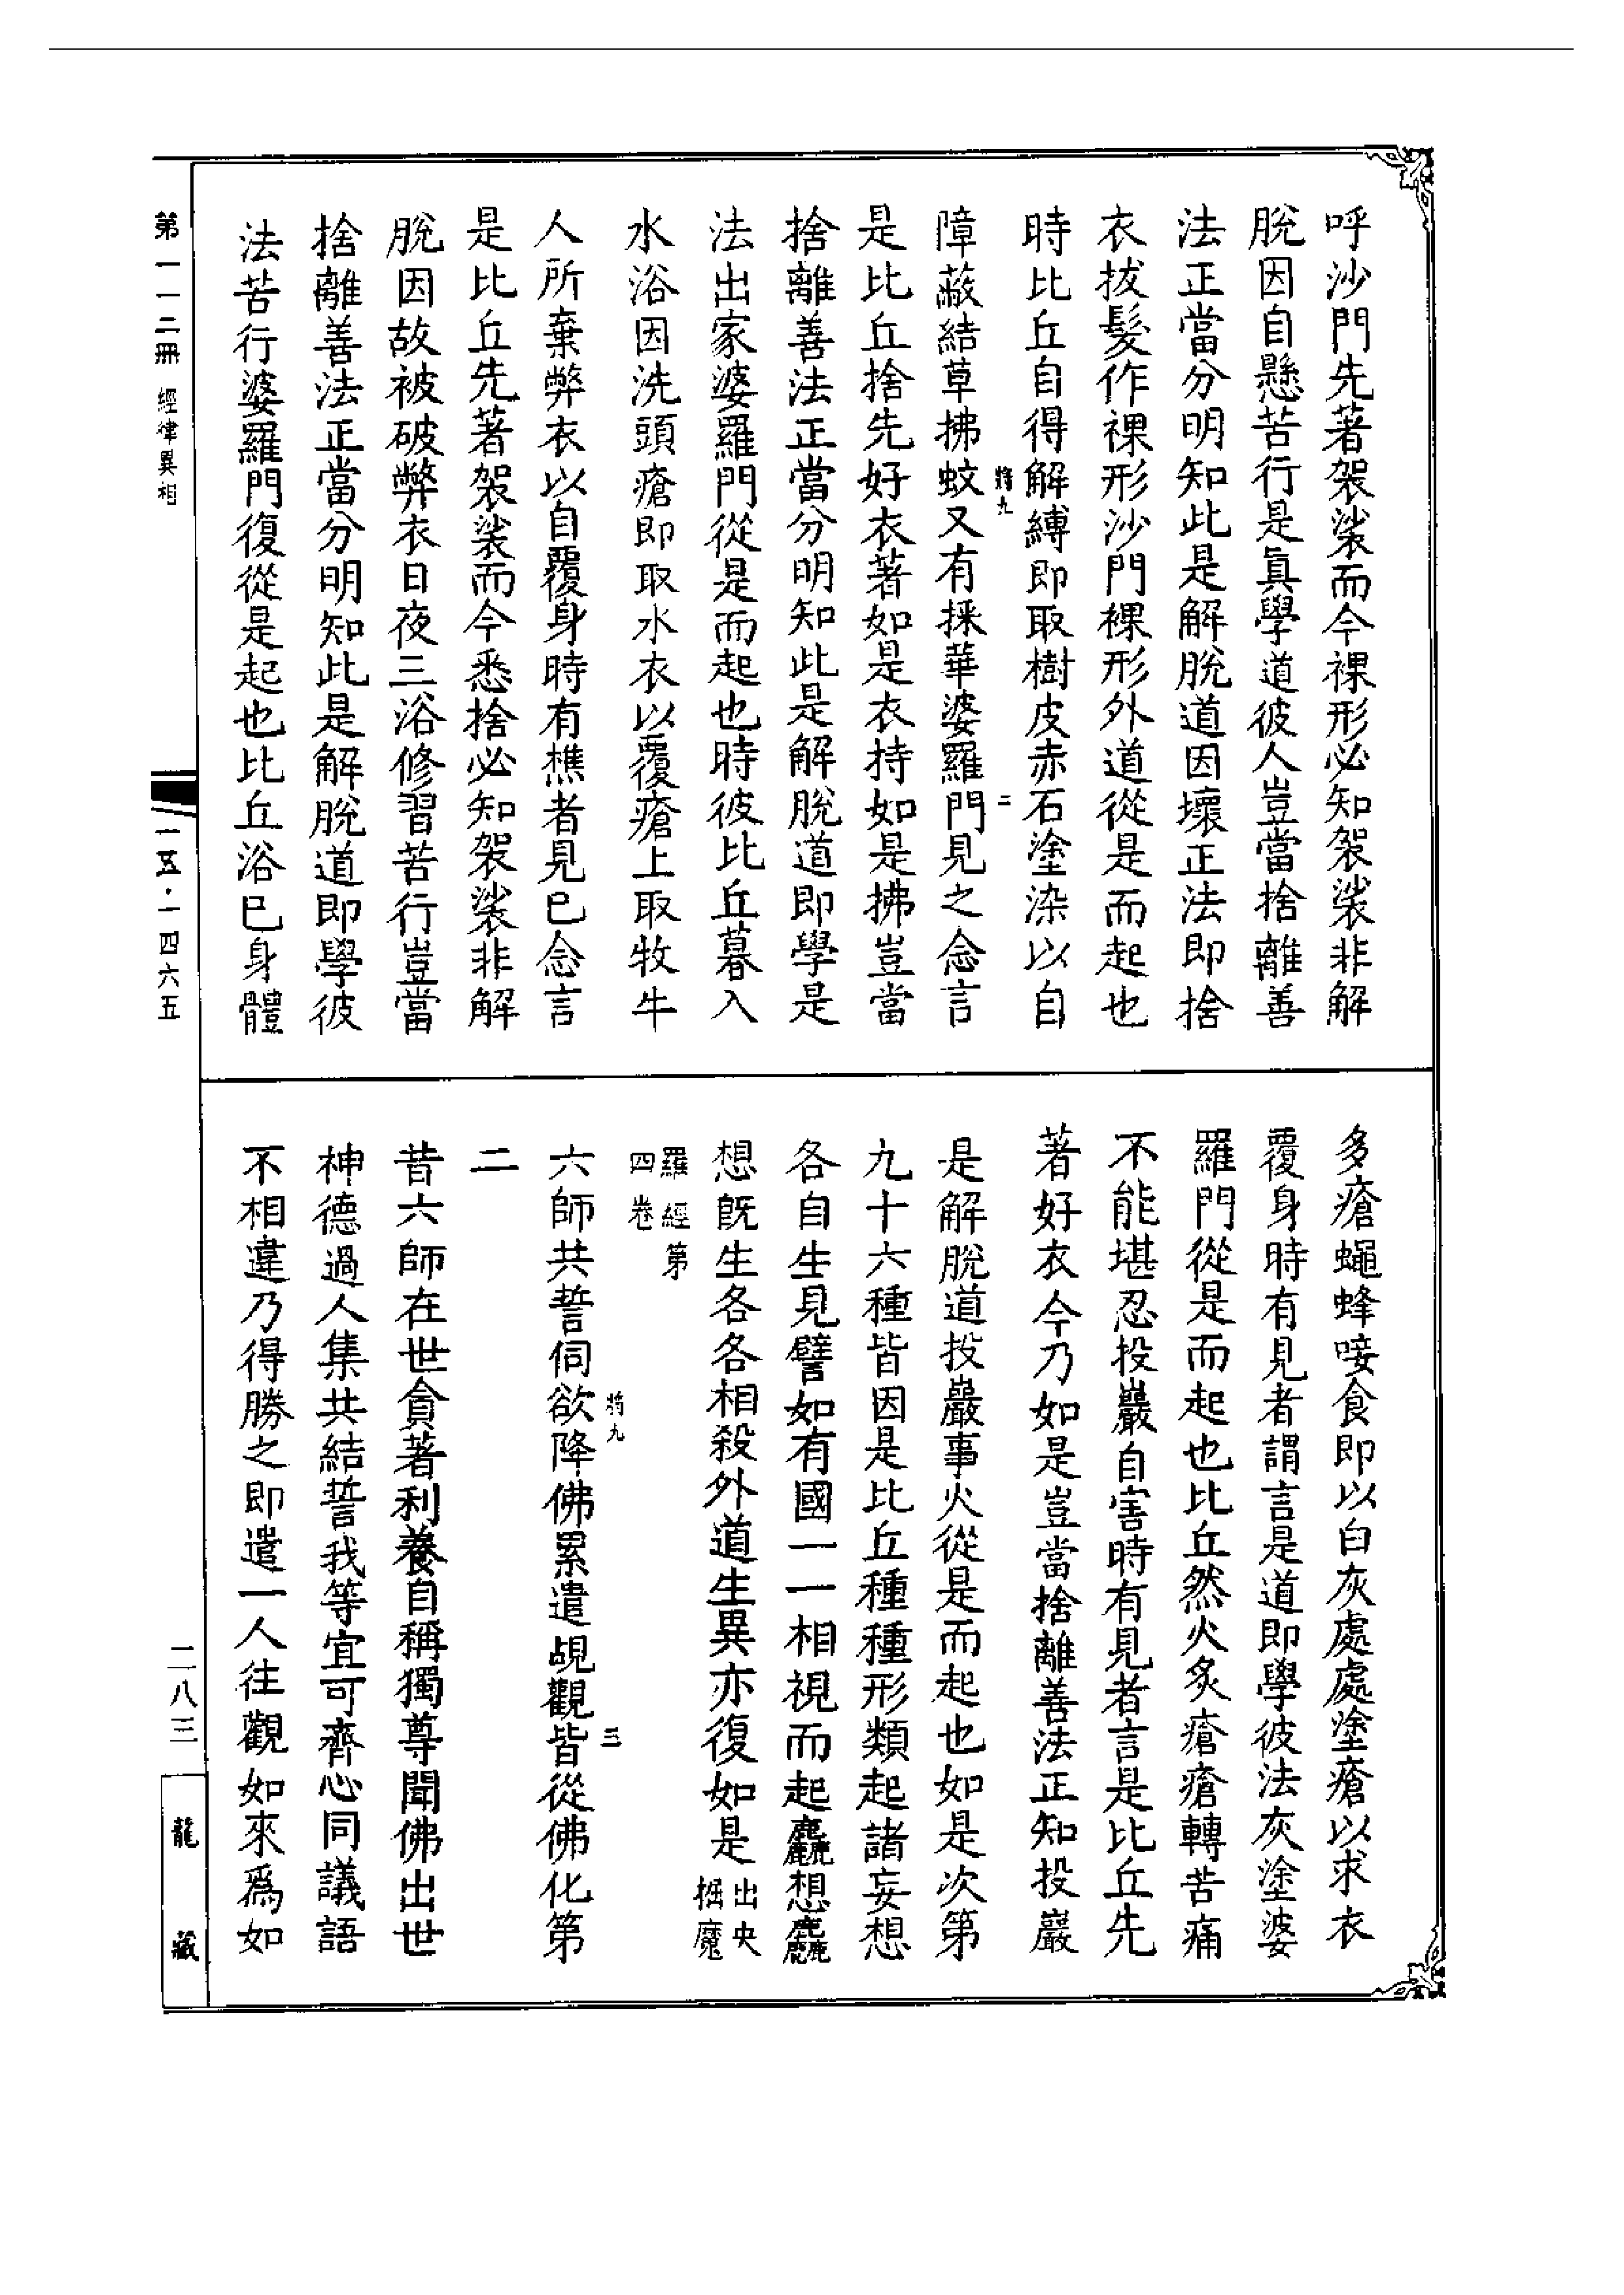 呼沙門先著袈裟而今裸形必知袈裟非解
脫因自懸苦行是真學道彼人豈當捨離善
法正當分明知此是解脫道因壞正法即捨
衣拔髮作裸形沙門裸形外道從是而起也
時比丘自得解縛即取樹皮赤石塗染以自
將九
二
障蔽結草拂蚊又有採華婆羅門見之念言
是比丘捨先好衣著如是衣持如是拂豈當
捨離善法正當分明知此是解脫道即學是
法出家婆羅門從是而起也時彼比丘暮入
水浴因洗頭瘡即取水衣以覆瘡上取牧牛
人所棄弊衣以自覆身時有樵者見已念言
是比丘先著袈裟而今悉捨必知袈裟非解
脫因故被破弊衣日夜三浴修習苦行豈當
捨離善法正當分明知此是解脫道即學彼
法苦行婆羅門復從是起也比丘浴已身體
多瘡蠅蜂唼食即以白灰處處塗瘡以求衣
覆身時有見者謂言是道即學彼法灰塗婆
羅門從是而起也比丘然火炙瘡瘡轉苦痛
不能堪忍投巖自害時有見者言是比丘先
著好衣今乃如是豈當捨離善法正知投巖
是解脫道投巖事火從是而起也如是次第
九十六種皆因是比丘種種形類起諸妄想
各自生見譬如有國一一相視而起麤想麤
想既生各各相殺外道生異亦復如是出央
掘魔
羅經第
四卷
將九
三
六師共誓伺欲降佛累遣覘觀皆從佛化第
二
昔六師在世貪著利養自稱獨尊聞佛出世
神德過人集共結誓我等宜可齊心同議語
不相違乃得勝之即遣一人往觀如來為如
第一一二冊 經律異相
一五·一四六五
二八三
龍藏